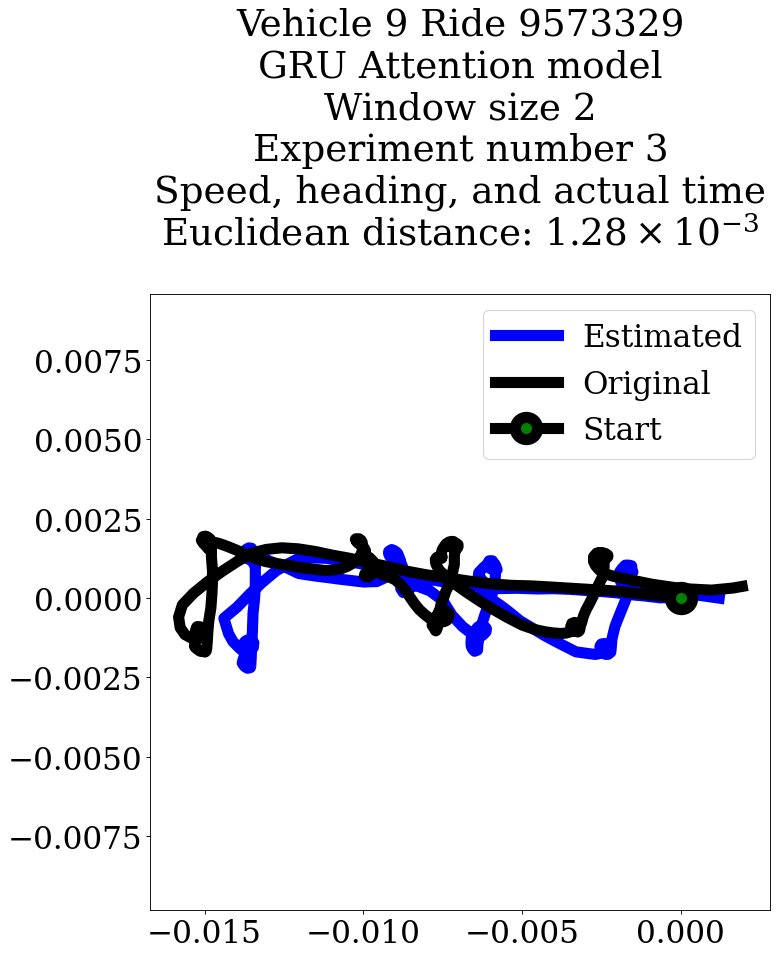 Vehicle 9 Ride 9573329
GRU Attention model
Window size 2
Experiment number 3
Speed, heading, and actual time
Euclidean distance: 1.28 × 10⁻³
Estimated
Original
Start
0.0075
0.0050
0.0025
0.0000
−0.0025
−0.0050
−0.0075
−0.015
−0.010
−0.005
0.000